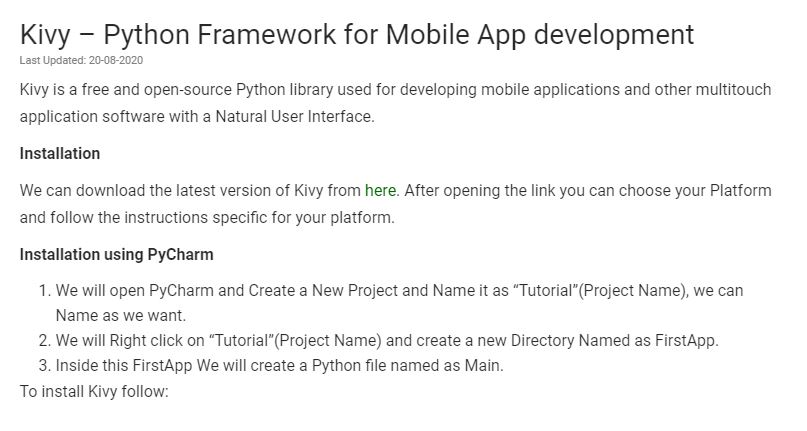 Kivy – Python Framework for Mobile App development
Last Updated: 20-08-2020
Kivy is a free and open-source Python library used for developing mobile applications and other multitouch
application software with a Natural User Interface.
Installation
We can download the latest version of Kivy from here. After opening the link you can choose your Platform
and follow the instructions specific for your platform.
Installation using PyCharm
1. We will open PyCharm and Create a New Project and Name it as “Tutorial”(Project Name), we can
Name as we want.
2. We will Right click on “Tutorial”(Project Name) and create a new Directory Named as FirstApp.
3. Inside this FirstApp We will create a Python file named as Main.
To install Kivy follow: